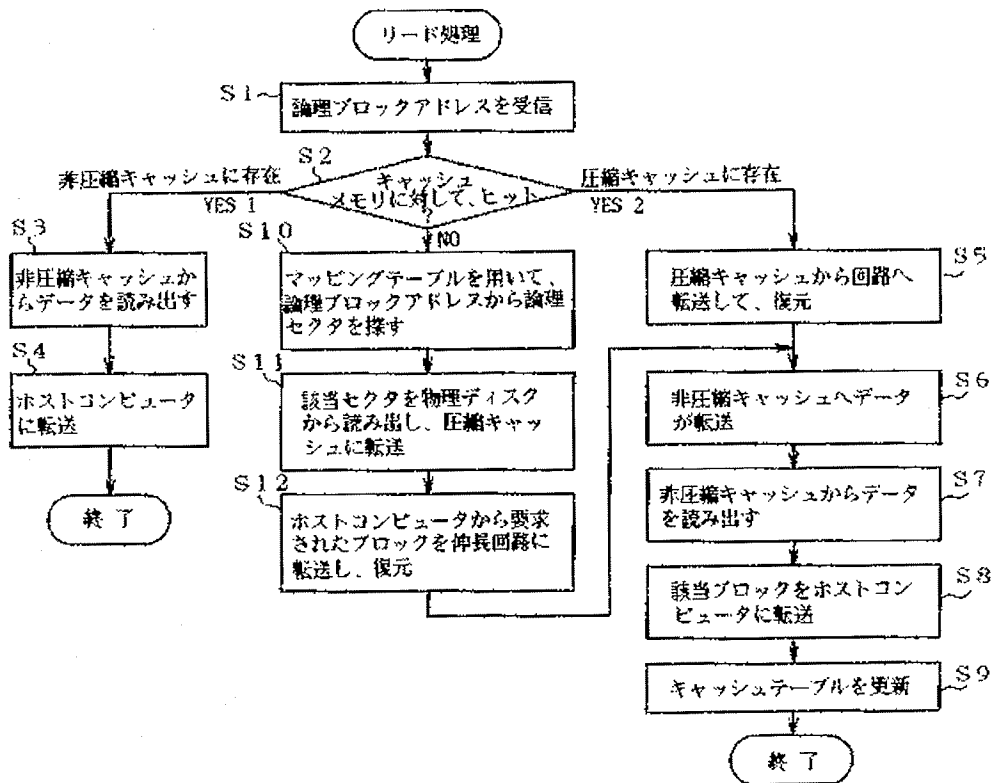 リード処理
S1
論理ブロックアドレスを受信
S2
非圧縮キャッシュに存在
YES 1
キャッシュ
メモリに対して、ヒット
?
圧縮キャッシュに存在
YES 2
NO
S3
非圧縮キャッシュか
らデータを読み出す
S4
ホストコンピュータ
に転送
終了
S10
マッピングテーブルを用いて、
論理ブロックアドレスから論理
セクタを探す
S11
該当セクタを物理ディスク
から読み出し、圧縮キャッ
シュに転送
S12
ホストコンピュータから要求
されたブロックを伸長回路に
転送し、復元
S5
圧縮キャッシュから回路へ
転送して、復元
S6
非圧縮キャッシュへデータ
が転送
S7
非圧縮キャッシュからデータ
を読み出す
S8
該当ブロックをホストコン
ピュータに転送
S9
キャッシュテーブルを更新
終了